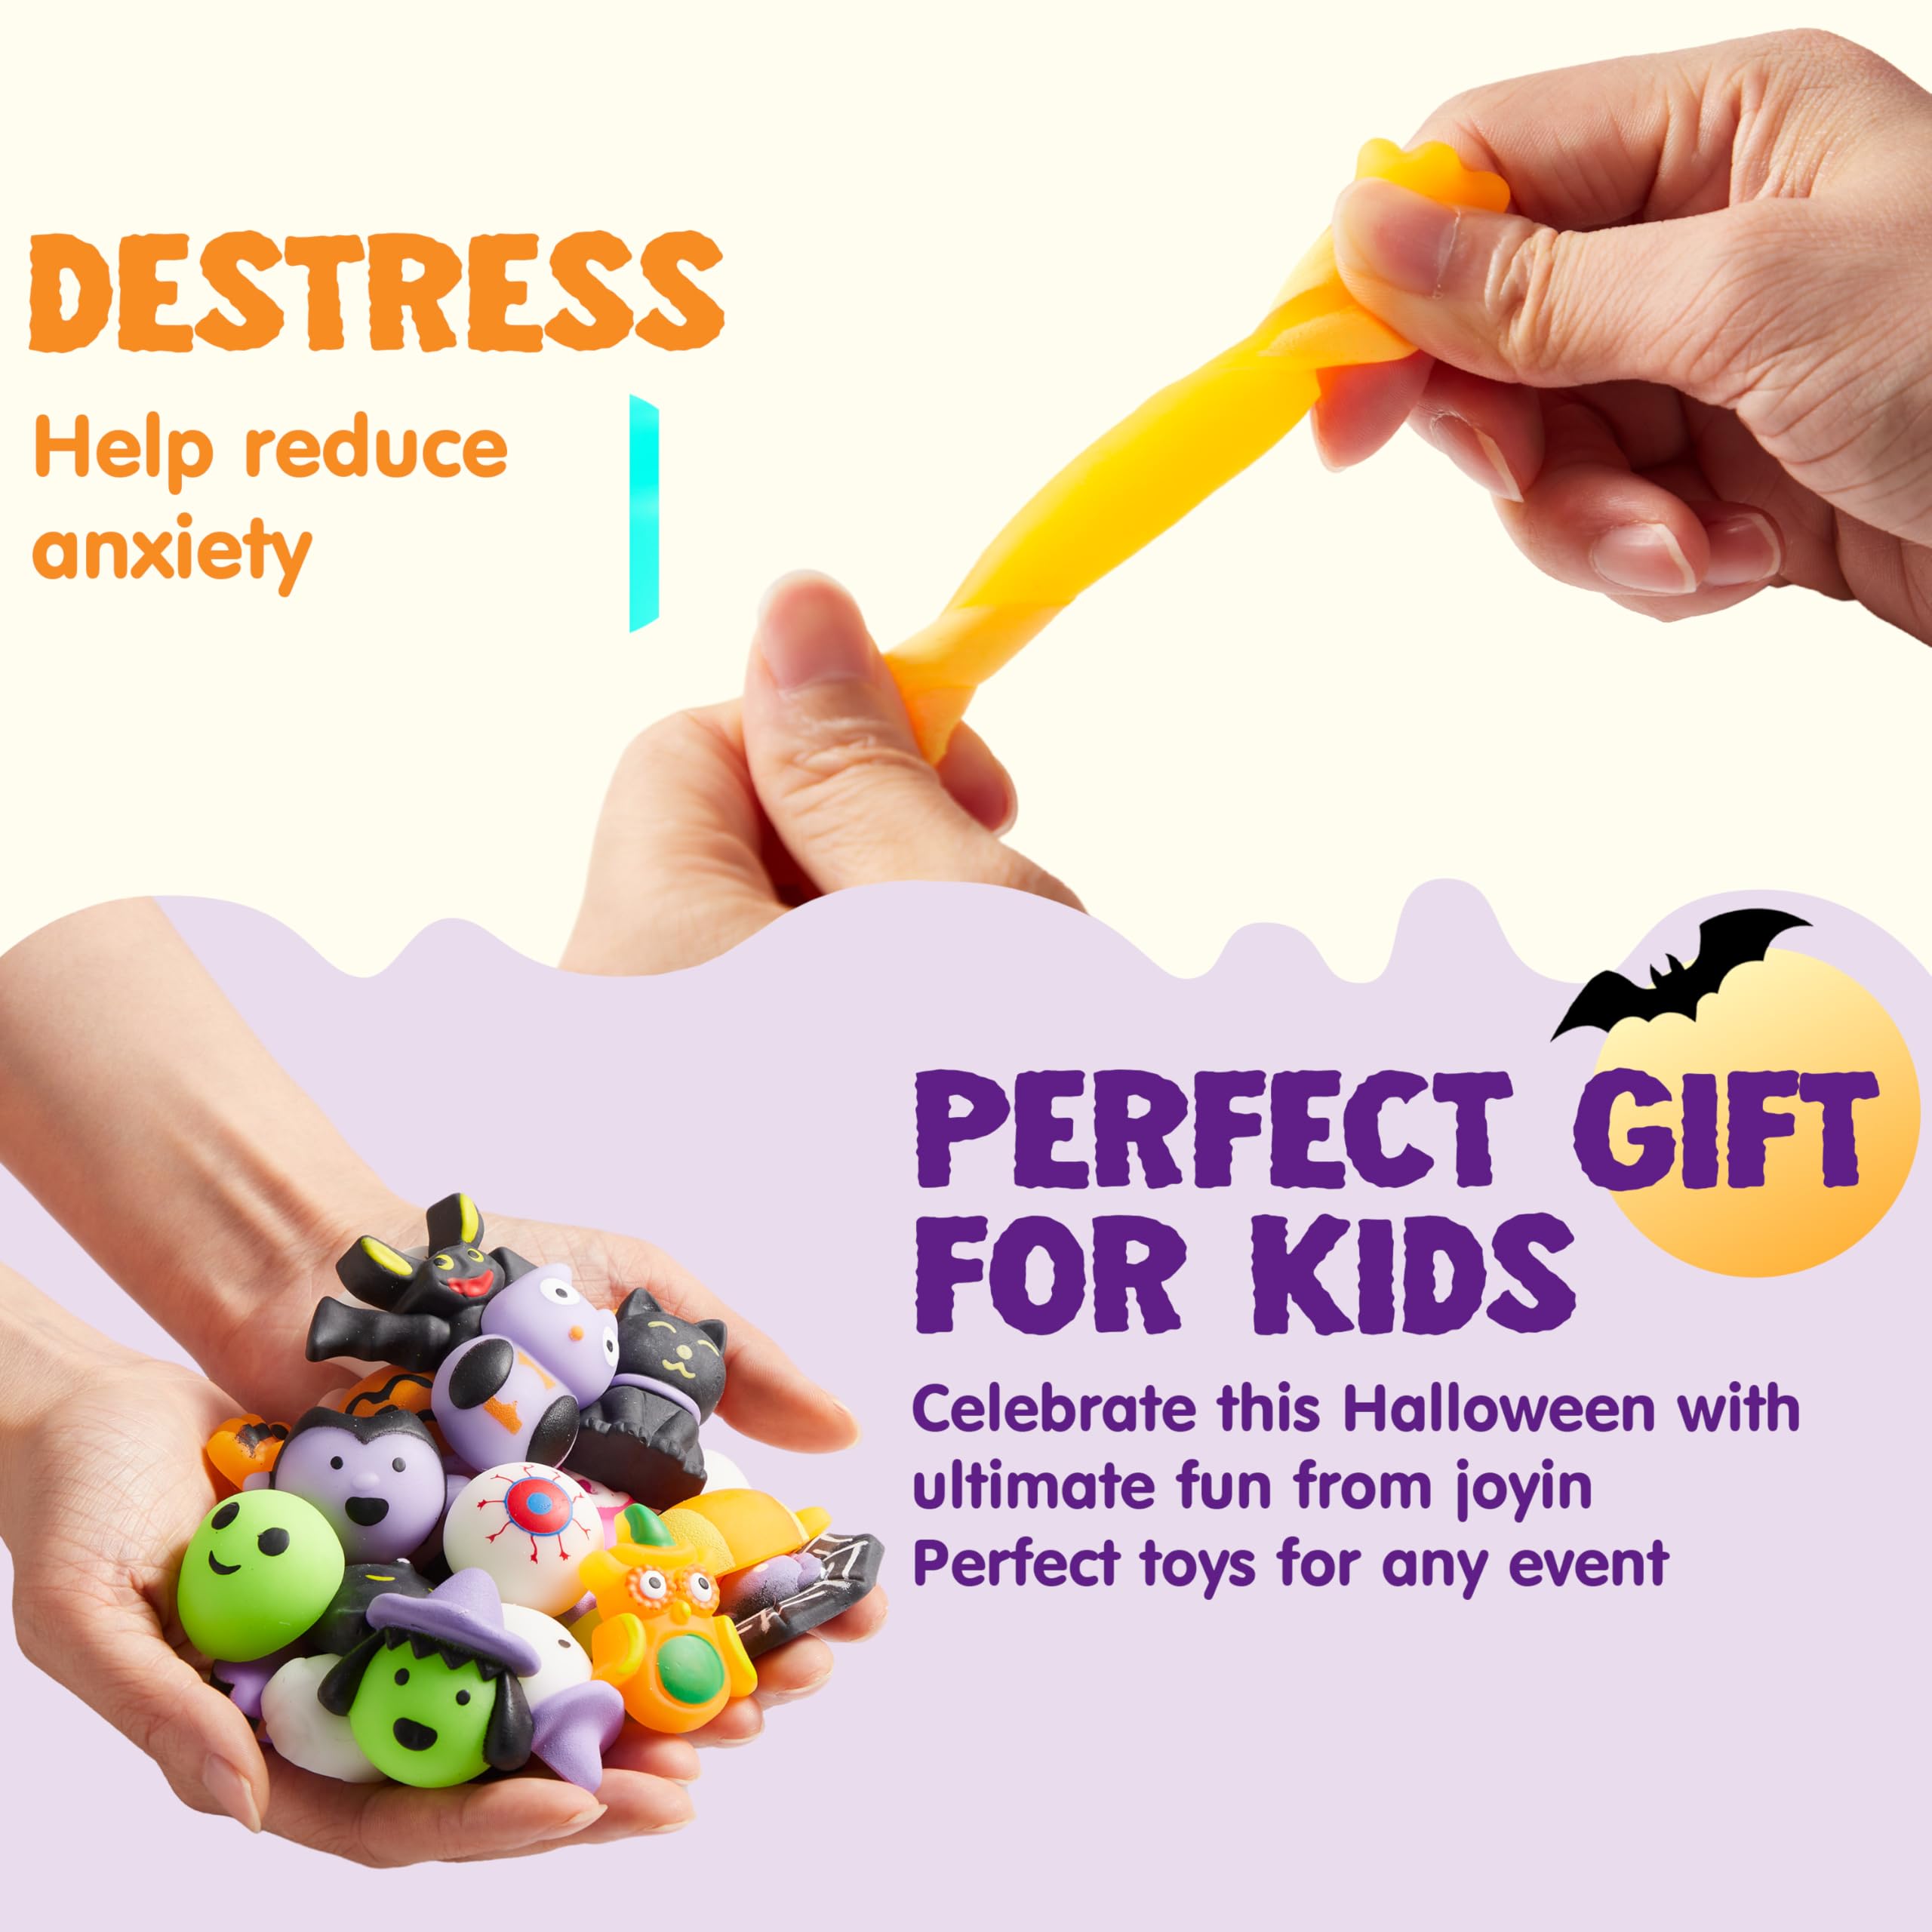 DESTRESS
Help reduce
anxiety
PERFECT GIFT
FOR KIDS
Celebrate this Halloween with
ultimate fun from joyin
Perfect toys for any event